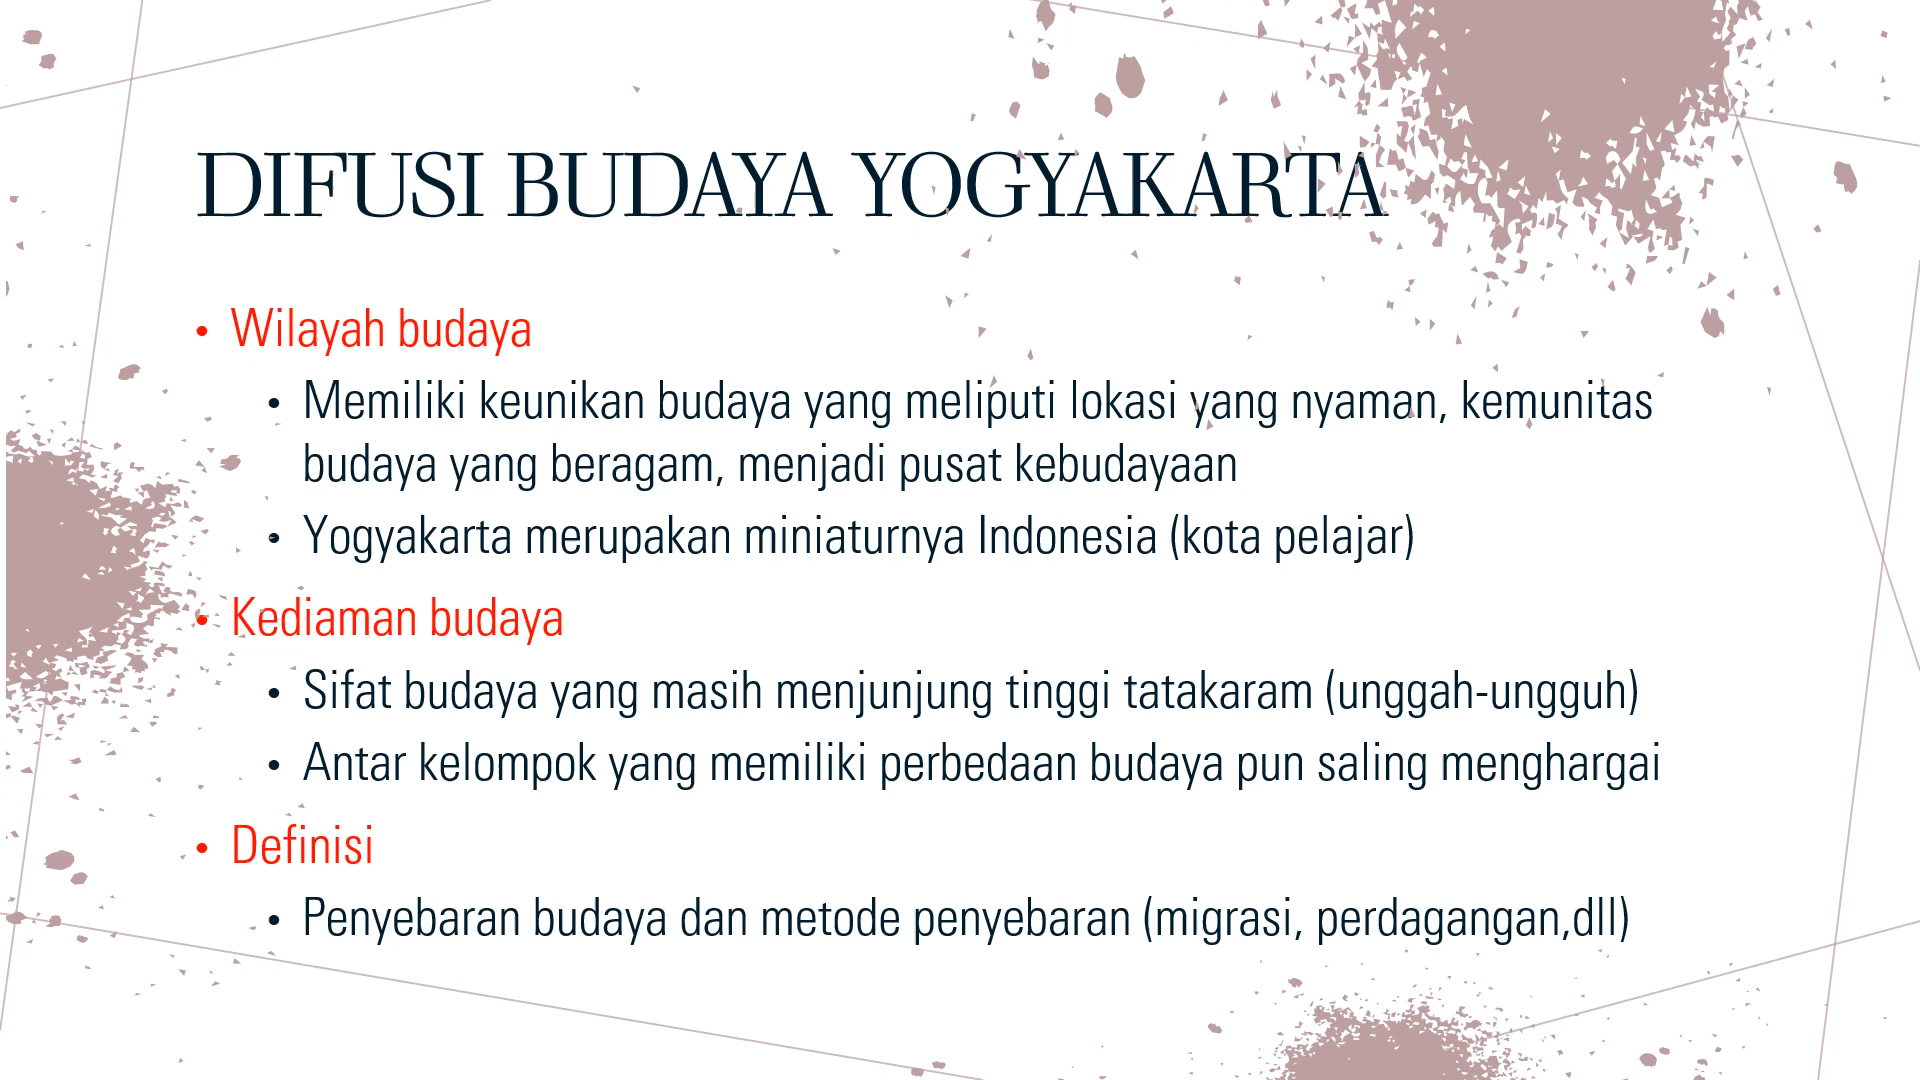 DIFUSI BUDAYA YOGYAKARTA
• Wilayah budaya
• Memiliki keunikan budaya yang meliputi lokasi yang nyaman, kemunitas
budaya yang beragam, menjadi pusat kebudayaan
• Yogyakarta merupakan miniaturnya Indonesia (kota pelajar)
• Kediaman budaya
• Sifat budaya yang masih menjunjung tinggi tatakaram (unggah-ungguh)
• Antar kelompok yang memiliki perbedaan budaya pun saling menghargai
• Definisi
• Penyebaran budaya dan metode penyebaran (migrasi, perdagangan,dll)